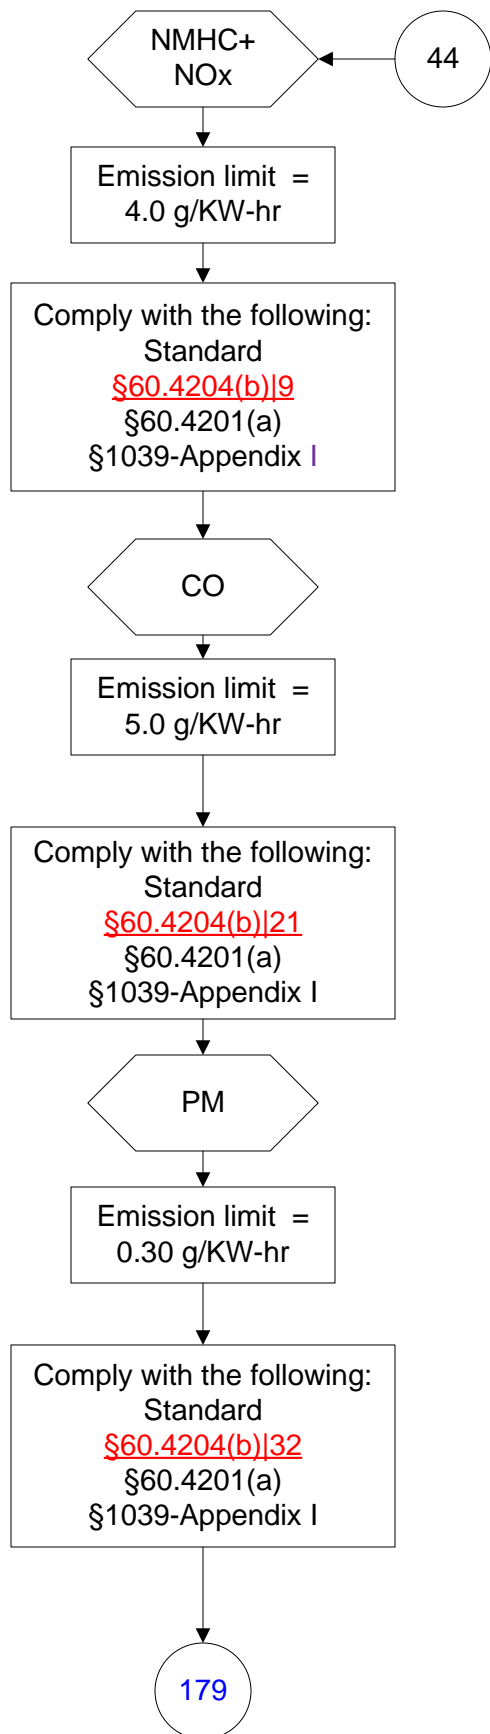 NMHC+
NOx
44
Emission limit  =
4.0 g/KW-hr
Comply with the following:
Standard
§60.4204(b)|9
§60.4201(a)
§1039-Appendix I
CO
Emission limit  =
5.0 g/KW-hr
Comply with the following:
Standard
§60.4204(b)|21
§60.4201(a)
§1039-Appendix I
PM
Emission limit  =
0.30 g/KW-hr
Comply with the following:
Standard
§60.4204(b)|32
§60.4201(a)
§1039-Appendix I
179